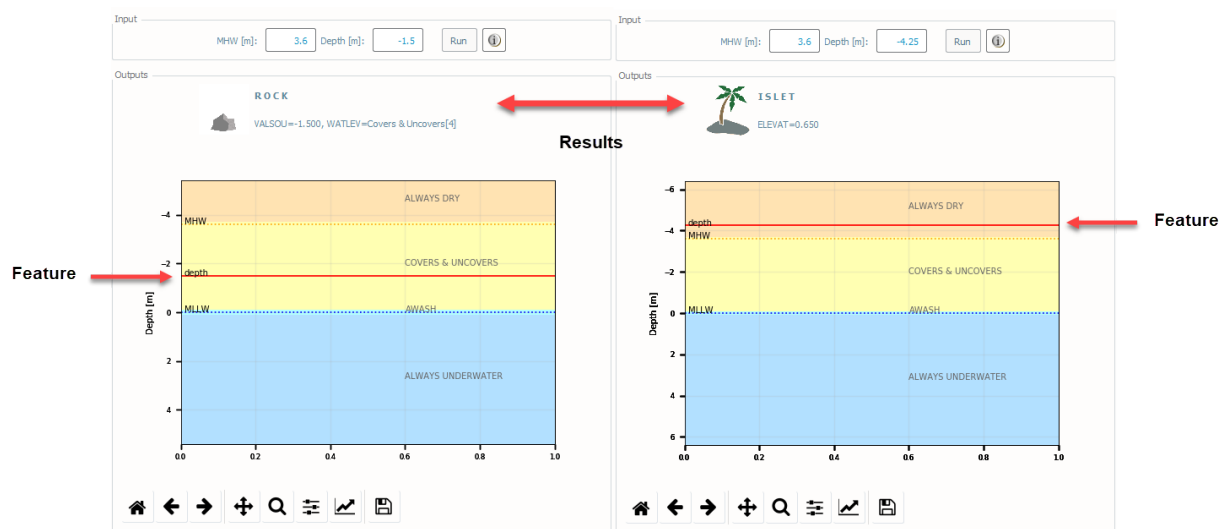 Input
MHW [m]: 3.6 Depth [m]: -1.5 Run
Outputs
ROCK
VALSOU=-1.500, WATLEV=Covers & Uncovers[4]
ALWAYS DRY
MHW
COVERS & UNCOVERS
depth
MLLW
AWASH
ALWAYS UNDERWATER
Depth [m]
-4
-2
0
2
4
0.0 0.2 0.4 0.6 0.8 1.0
Feature
Results
Input
MHW [m]: 3.6 Depth [m]: -4.25 Run
Outputs
ISLET
ELEVAT=0.650
ALWAYS DRY
depth
MHW
COVERS & UNCOVERS
MLLW
AWASH
ALWAYS UNDERWATER
Depth [m]
-6
-4
-2
0
2
4
6
0.0 0.2 0.4 0.6 0.8 1.0
Feature